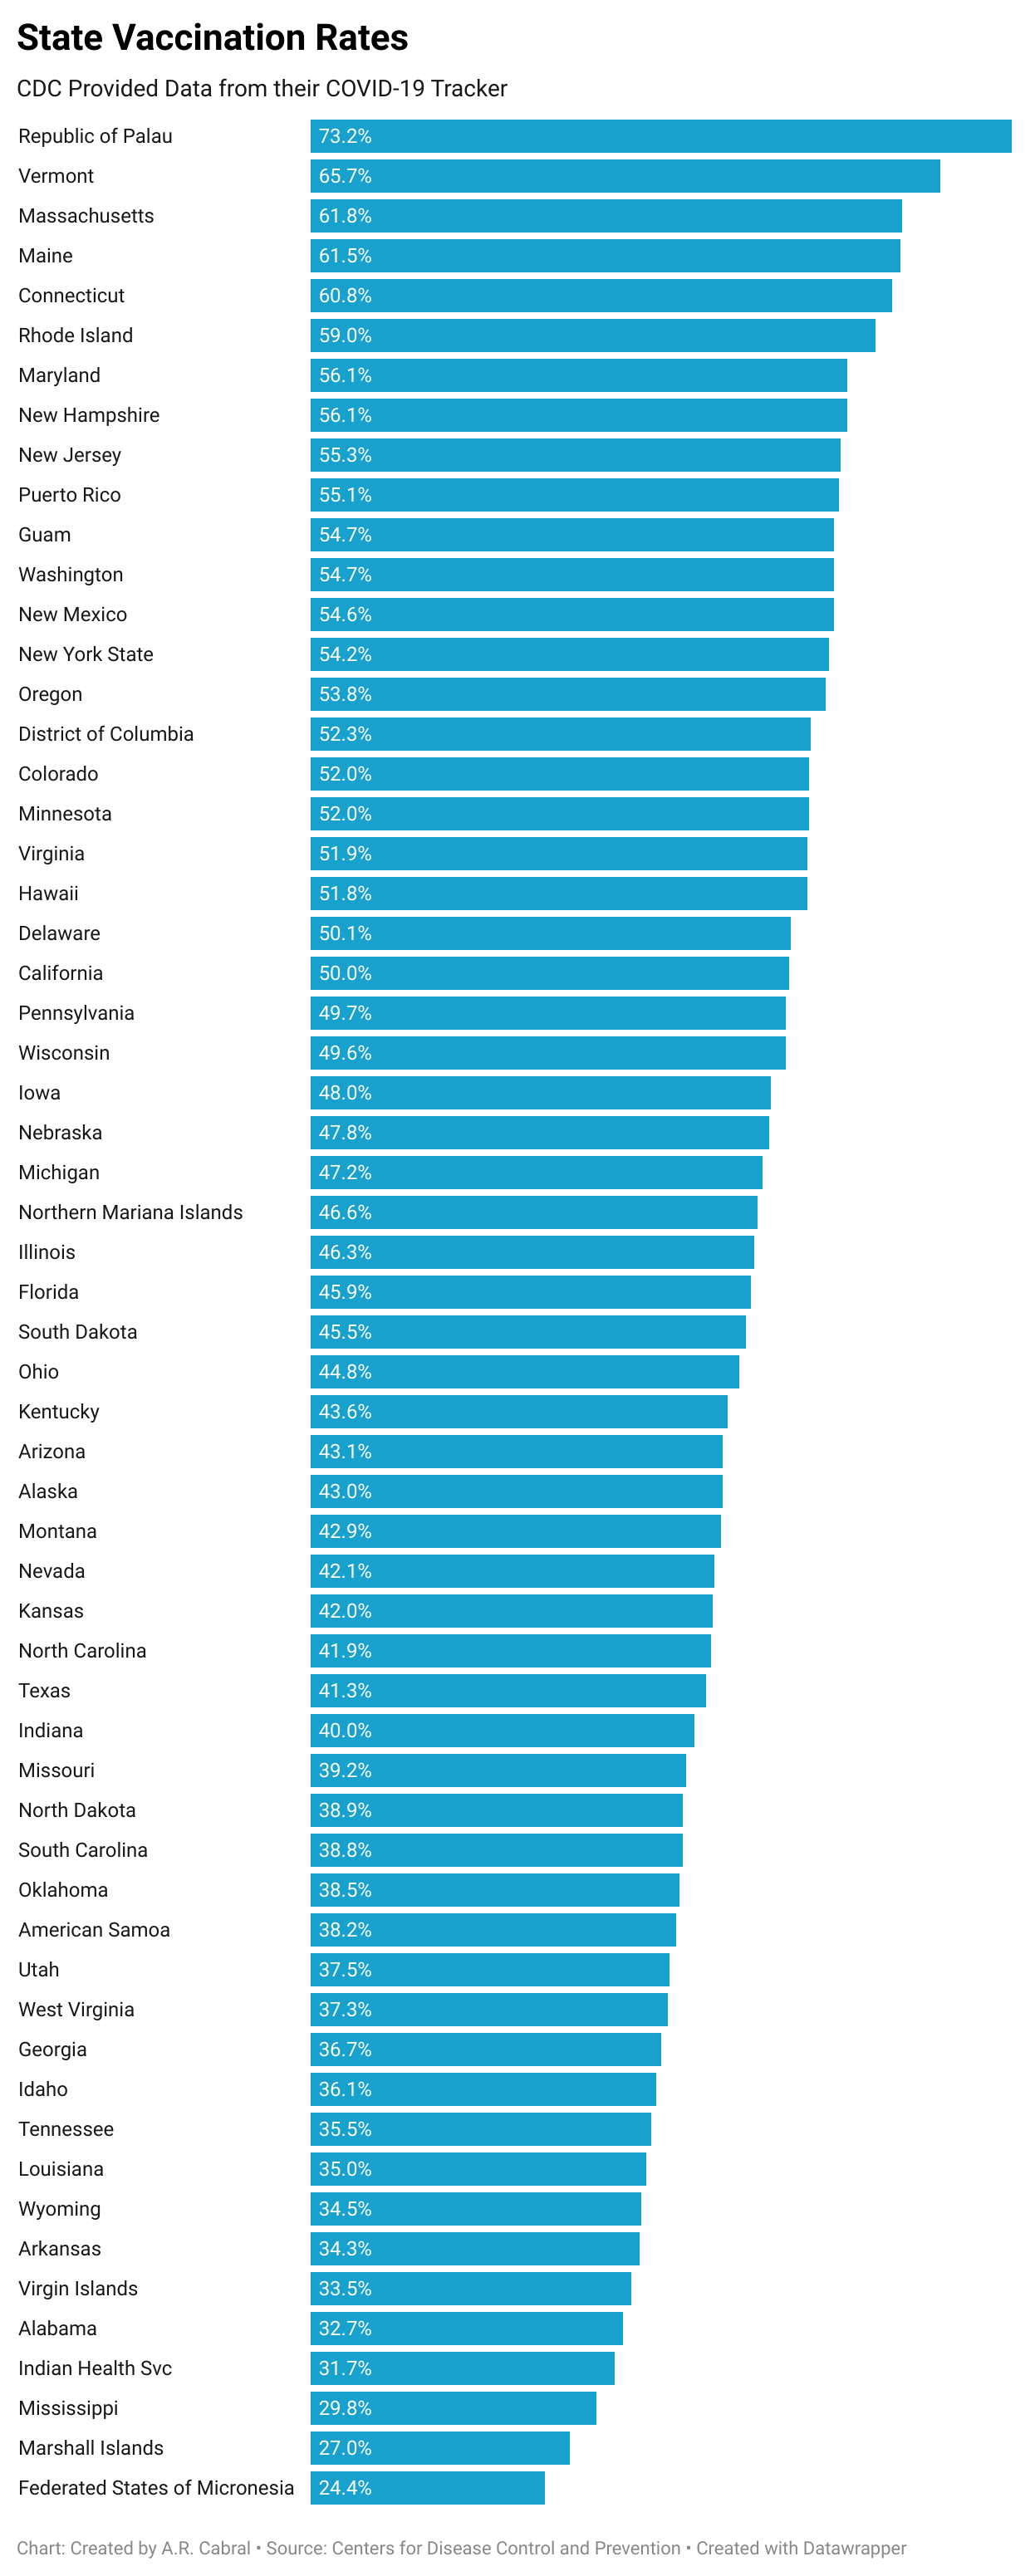 State Vaccination Rates
CDC Provided Data from their COVID-19 Tracker
Republic of Palau 73.2%
Vermont 65.7%
Massachusetts 61.8%
Maine 61.5%
Connecticut 60.8%
Rhode Island 59.0%
Maryland 56.1%
New Hampshire 56.1%
New Jersey 55.3%
Puerto Rico 55.1%
Guam 54.7%
Washington 54.7%
New Mexico 54.6%
New York State 54.2%
Oregon 53.8%
District of Columbia 52.3%
Colorado 52.0%
Minnesota 52.0%
Virginia 51.9%
Hawaii 51.8%
Delaware 50.1%
California 50.0%
Pennsylvania 49.7%
Wisconsin 49.6%
Iowa 48.0%
Nebraska 47.8%
Michigan 47.2%
Northern Mariana Islands 46.6%
Illinois 46.3%
Florida 45.9%
South Dakota 45.5%
Ohio 44.8%
Kentucky 43.6%
Arizona 43.1%
Alaska 43.0%
Montana 42.9%
Nevada 42.1%
Kansas 42.0%
North Carolina 41.9%
Texas 41.3%
Indiana 40.0%
Missouri 39.2%
North Dakota 38.9%
South Carolina 38.8%
Oklahoma 38.5%
American Samoa 38.2%
Utah 37.5%
West Virginia 37.3%
Georgia 36.7%
Idaho 36.1%
Tennessee 35.5%
Louisiana 35.0%
Wyoming 34.5%
Arkansas 34.3%
Virgin Islands 33.5%
Alabama 32.7%
Indian Health Svc 31.7%
Mississippi 29.8%
Marshall Islands 27.0%
Federated States of Micronesia 24.4%
Chart: Created by A.R. Cabral • Source: Centers for Disease Control and Prevention • Created with Datawrapper